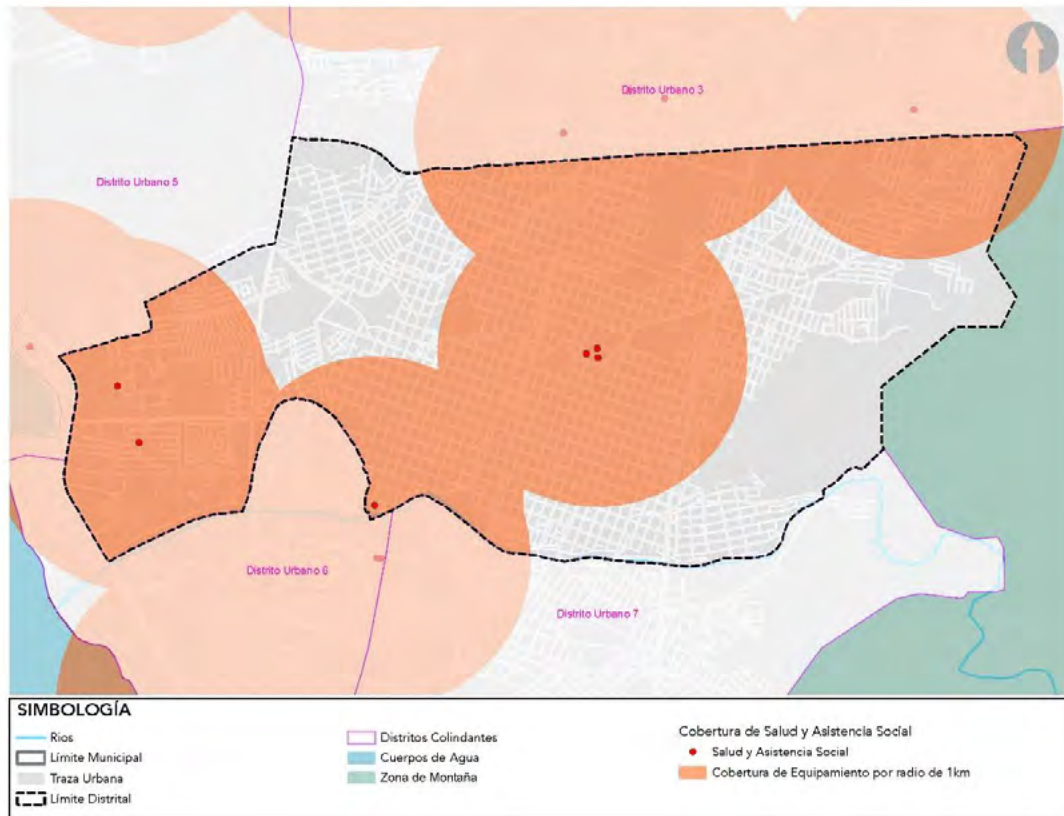 Distrito Urbano 3
Distrito Urbano 5
Distrito Urbano 6
Distrito Urbano 7
SIMBOLOGÍA
Rios
Límite Municipal
Traza Urbana
Límite Distrital
Distritos Colindantes
Cuerpos de Agua
Zona de Montaña
Cobertura de Salud y Asistencia Social
Salud y Asistencia Social
Cobertura de Equipamiento por radio de 1km